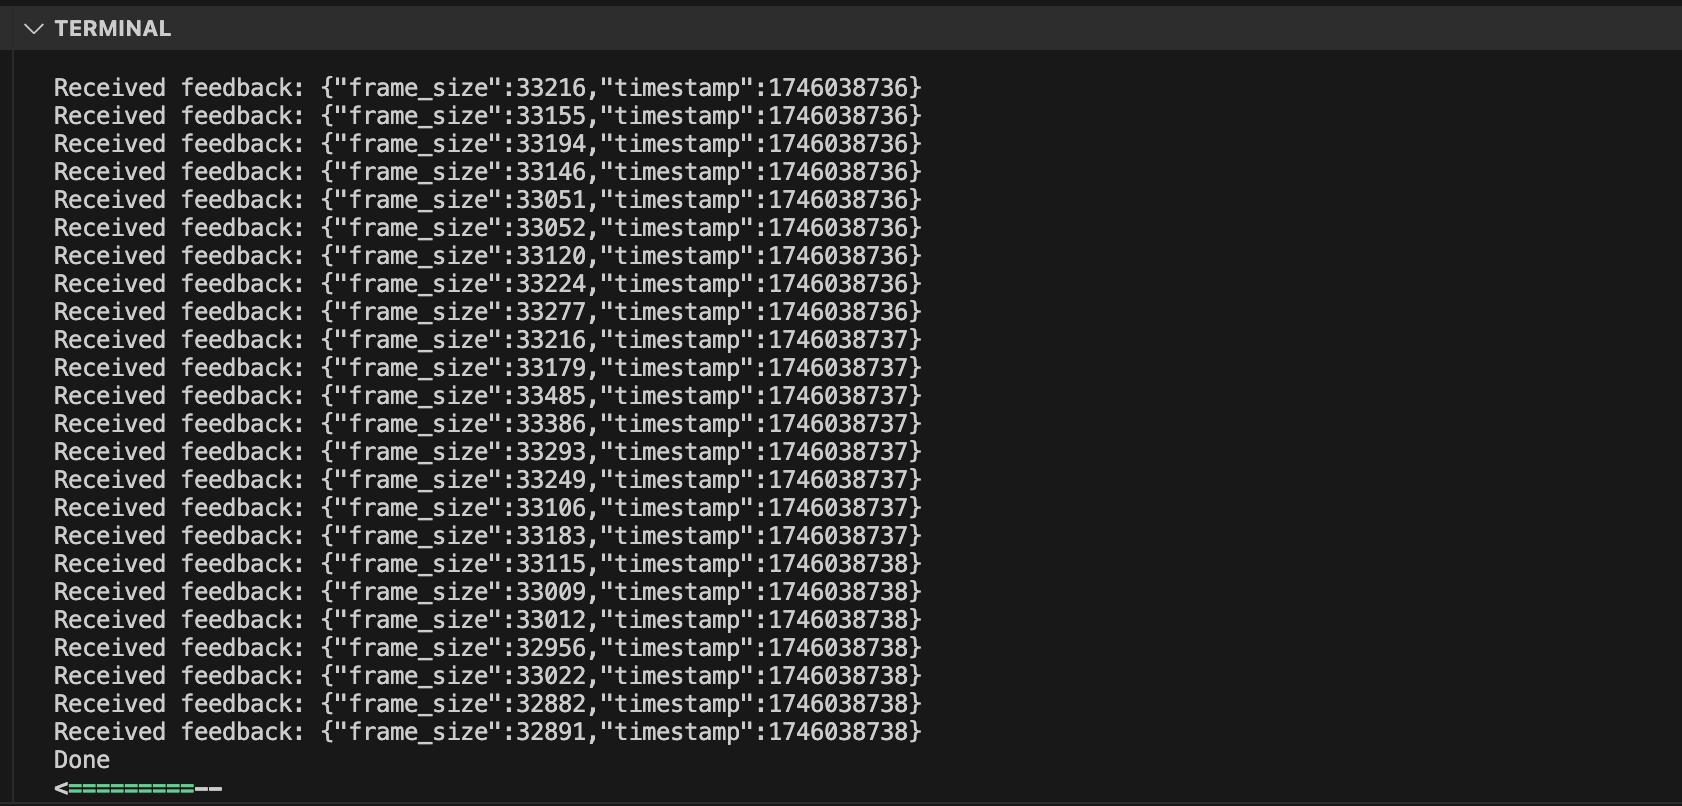 TERMINAL
Received feedback: {"frame_size":33216,"timestamp":1746038736}
Received feedback: {"frame_size":33155,"timestamp":1746038736}
Received feedback: {"frame_size":33194,"timestamp":1746038736}
Received feedback: {"frame_size":33146,"timestamp":1746038736}
Received feedback: {"frame_size":33051,"timestamp":1746038736}
Received feedback: {"frame_size":33052,"timestamp":1746038736}
Received feedback: {"frame_size":33120,"timestamp":1746038736}
Received feedback: {"frame_size":33224,"timestamp":1746038736}
Received feedback: {"frame_size":33277,"timestamp":1746038736}
Received feedback: {"frame_size":33216,"timestamp":1746038737}
Received feedback: {"frame_size":33179,"timestamp":1746038737}
Received feedback: {"frame_size":33485,"timestamp":1746038737}
Received feedback: {"frame_size":33386,"timestamp":1746038737}
Received feedback: {"frame_size":33293,"timestamp":1746038737}
Received feedback: {"frame_size":33249,"timestamp":1746038737}
Received feedback: {"frame_size":33106,"timestamp":1746038737}
Received feedback: {"frame_size":33183,"timestamp":1746038737}
Received feedback: {"frame_size":33115,"timestamp":1746038738}
Received feedback: {"frame_size":33009,"timestamp":1746038738}
Received feedback: {"frame_size":33012,"timestamp":1746038738}
Received feedback: {"frame_size":32956,"timestamp":1746038738}
Received feedback: {"frame_size":33022,"timestamp":1746038738}
Received feedback: {"frame_size":32882,"timestamp":1746038738}
Received feedback: {"frame_size":32891,"timestamp":1746038738}
Done
<=========--